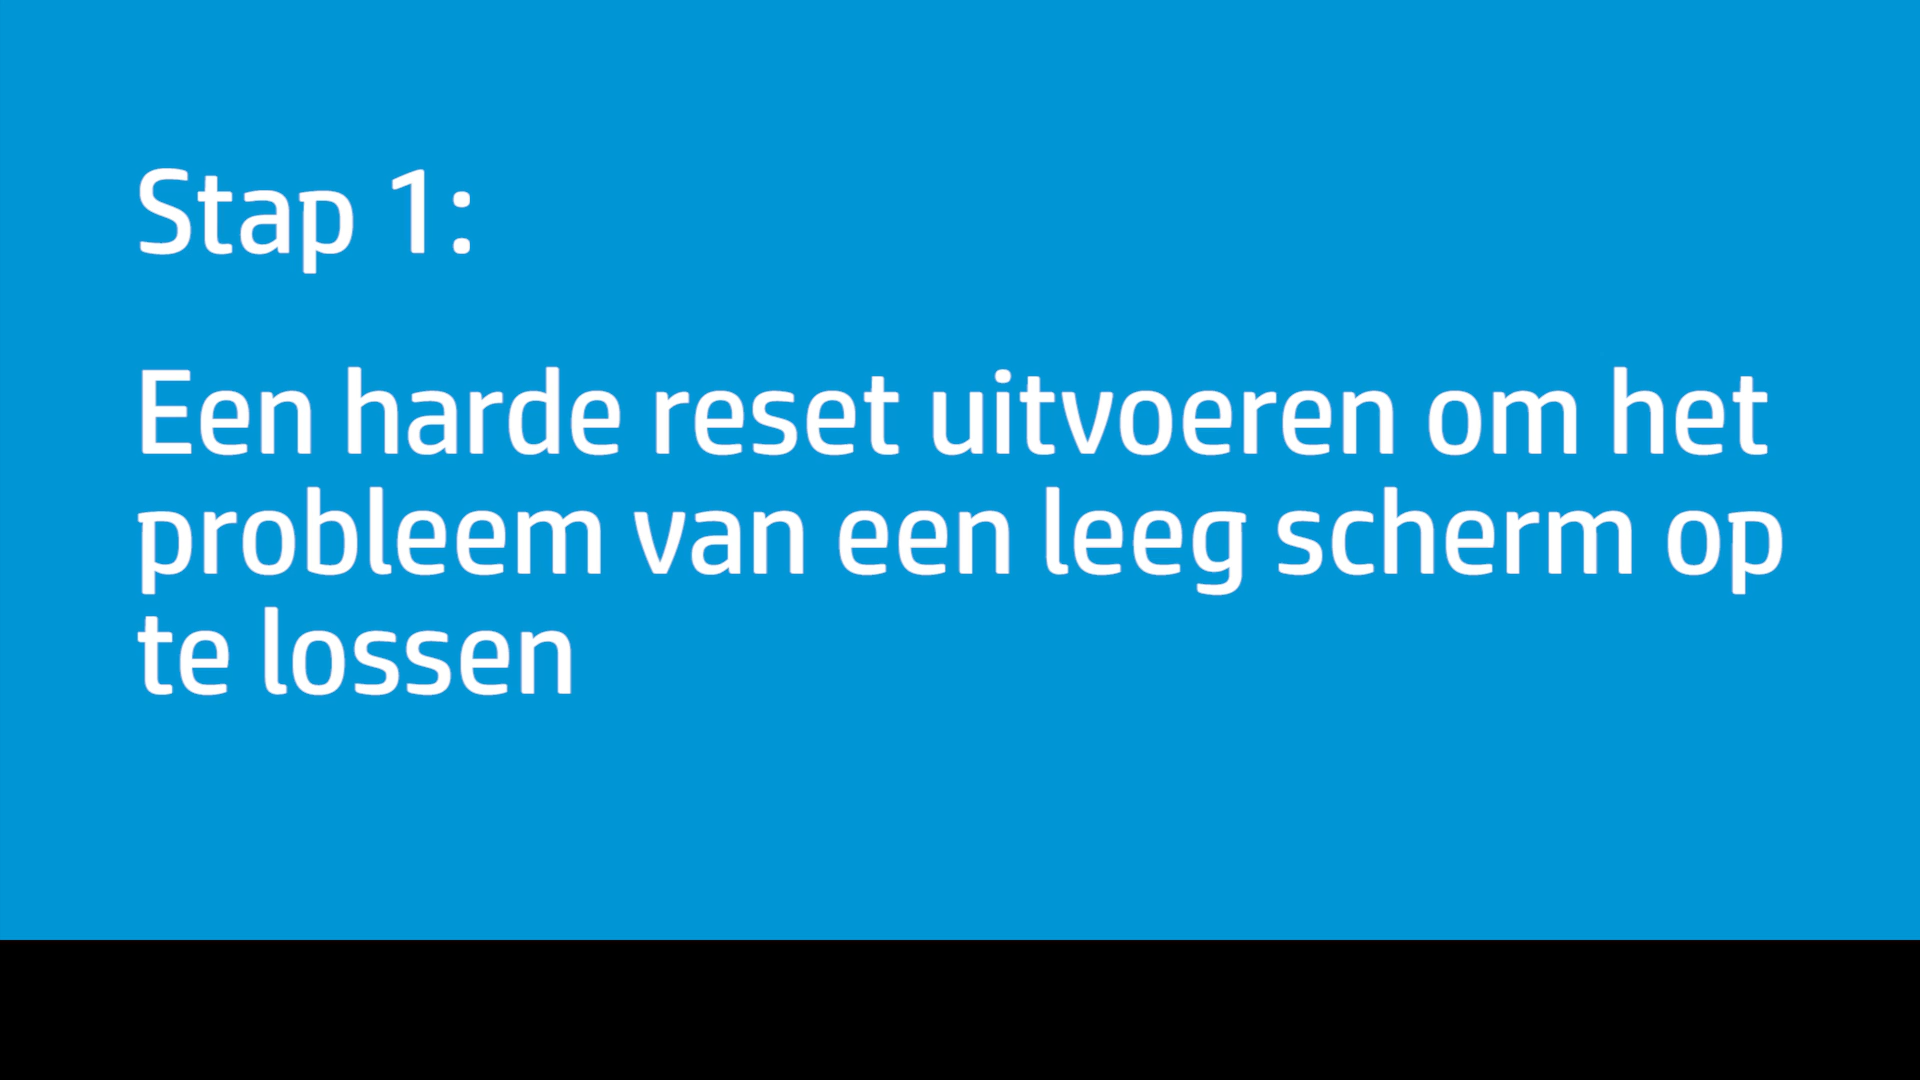 Stap 1:
Een harde reset uitvoeren om het
probleem van een leeg scherm op
te lossen